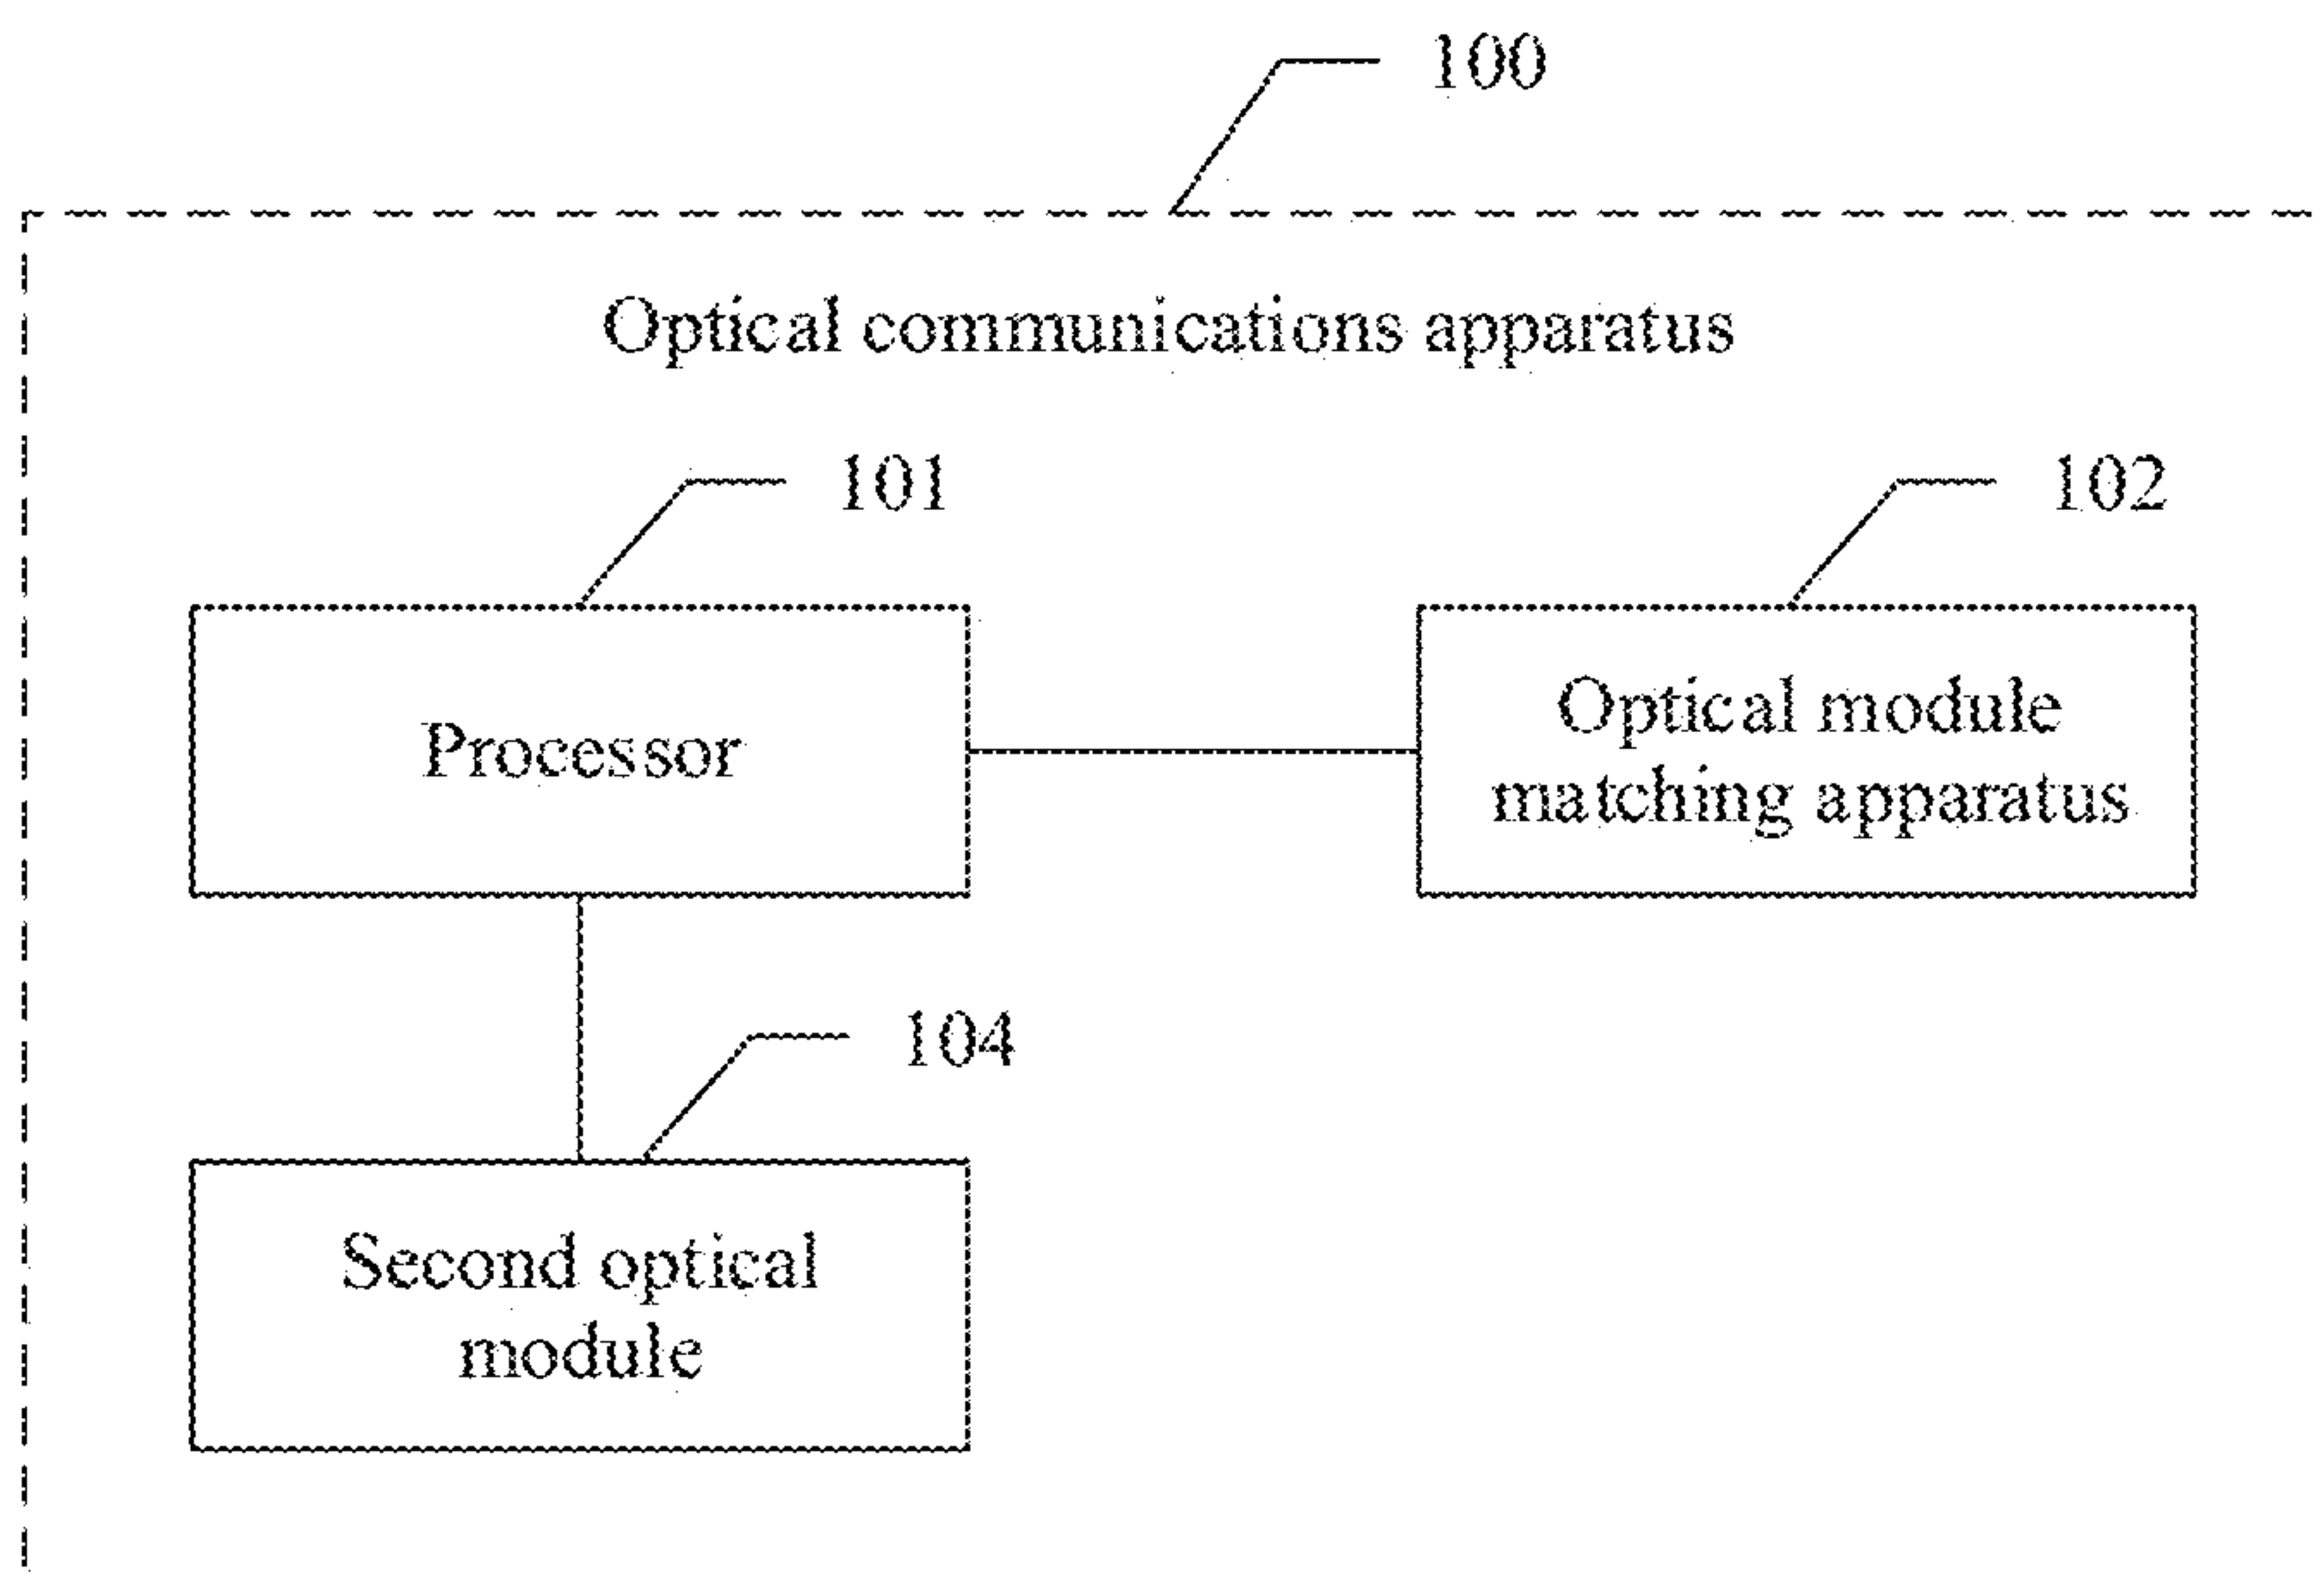 100
Optical communications apparatus
101
102
Processor
Optical module
matching apparatus
104
Second optical
module